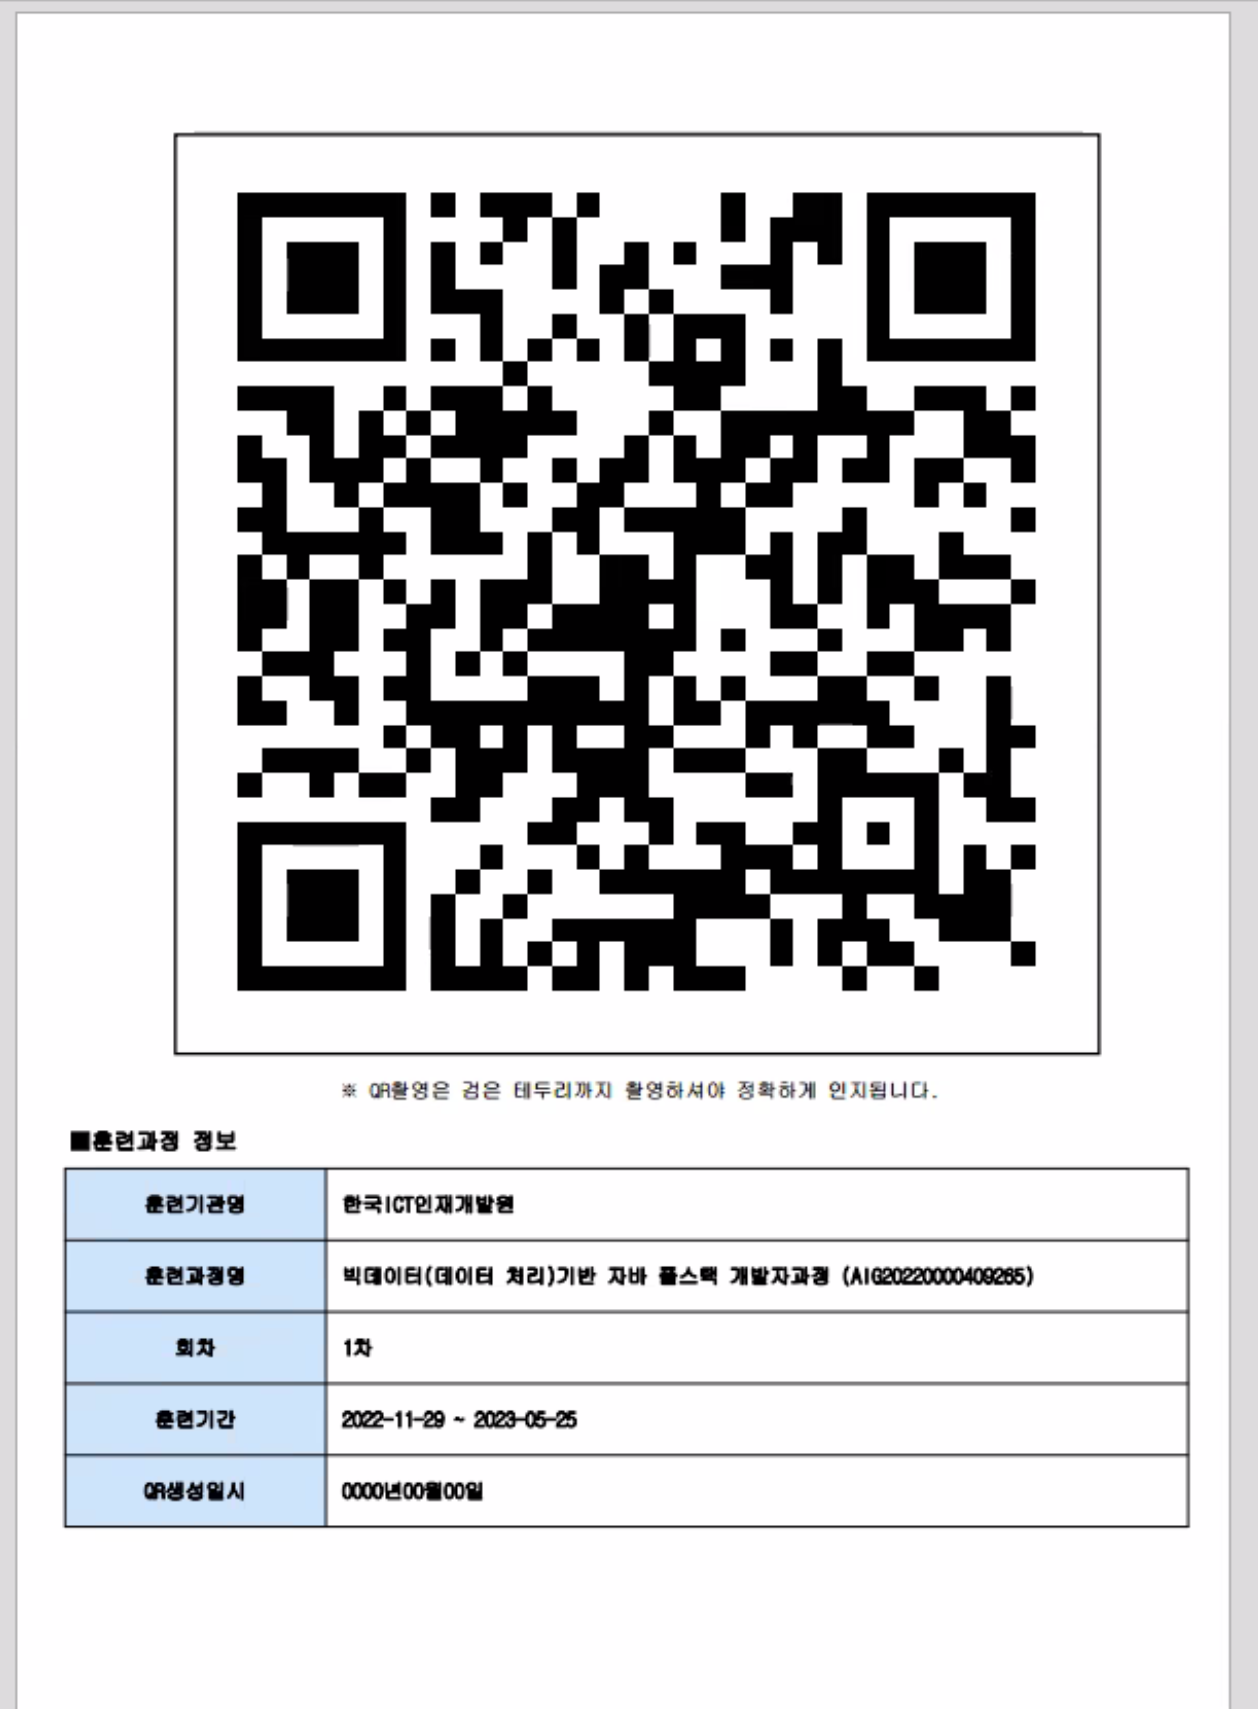 ※ QR촬영은 검은 테두리까지 촬영하셔야 정확하게 인지됩니다.
■훈련과정 정보
훈련기관명 한국ICT인재개발원
훈련과정명 빅데이터(데이터 처리)기반 자바 풀스택 개발자과정 (AIG20220000409265)
회차 1차
훈련기간 2022-11-29 ~ 2023-05-25
QR생성일시 0000년00월00일